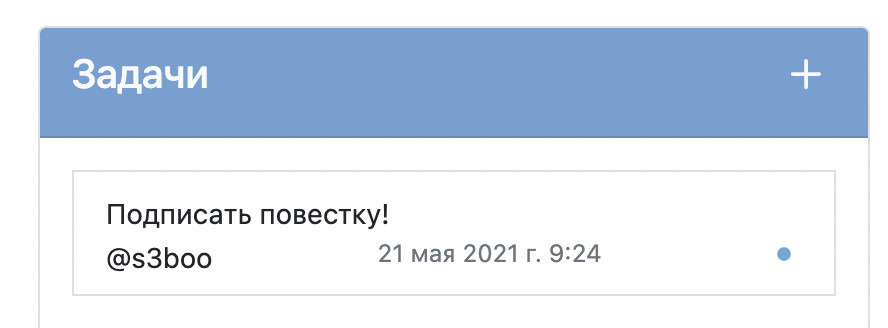 Задачи
Подписать повестку!
@s3boo 21 мая 2021 г. 9:24